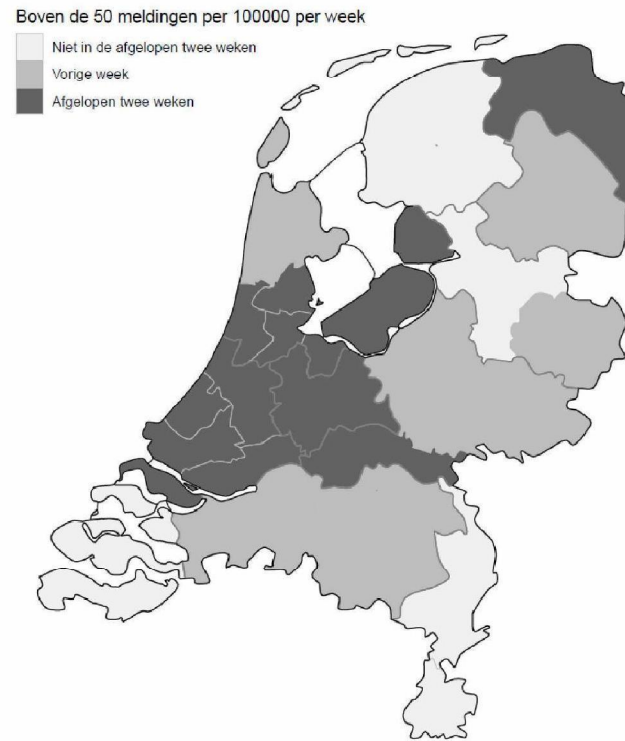 Boven de 50 meldingen per 100000 per week
Niet in de afgelopen twee weken
Vorige week
Afgelopen twee weken